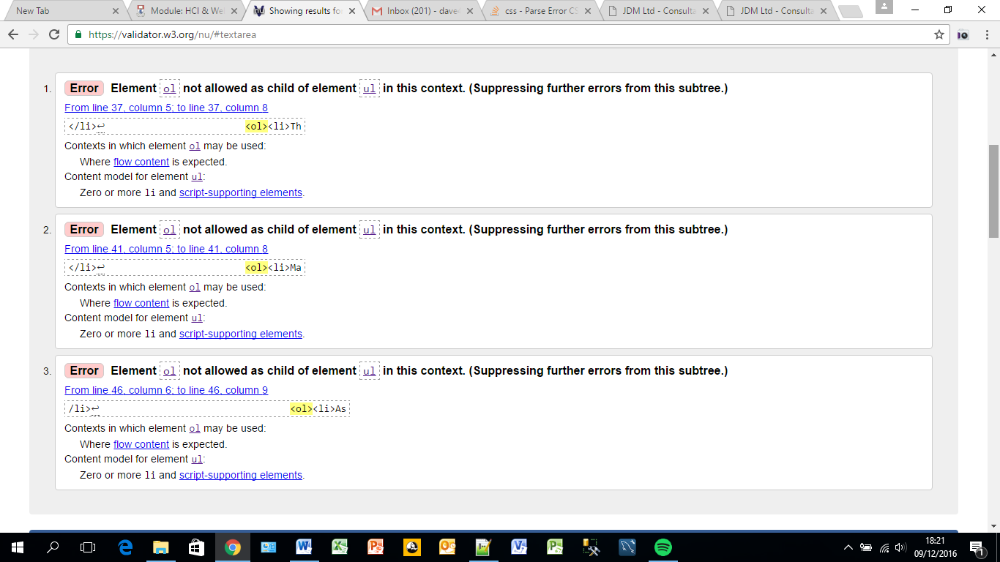 New Tab
Module: HCI & We
Showing results fo
Inbox (201) - dave
css - Parse Error CS
JDM Ltd - Consulta
JDM Ltd - Consulta
https://validator.w3.org/nu/#textarea
1. Error Element ol not allowed as child of element ul in this context. (Suppressing further errors from this subtree.)
From line 37, column 5; to line 37, column 8
</li>↩ <ol><li>Th
Contexts in which element ol may be used:
Where flow content is expected.
Content model for element ul:
Zero or more li and script-supporting elements.
2. Error Element ol not allowed as child of element ul in this context. (Suppressing further errors from this subtree.)
From line 41, column 5; to line 41, column 8
</li>↩ <ol><li>Ma
Contexts in which element ol may be used:
Where flow content is expected.
Content model for element ul:
Zero or more li and script-supporting elements.
3. Error Element ol not allowed as child of element ul in this context. (Suppressing further errors from this subtree.)
From line 46, column 6; to line 46, column 9
/li>↩ <ol><li>As
Contexts in which element ol may be used:
Where flow content is expected.
Content model for element ul:
Zero or more li and script-supporting elements.
18:21
09/12/2016
1